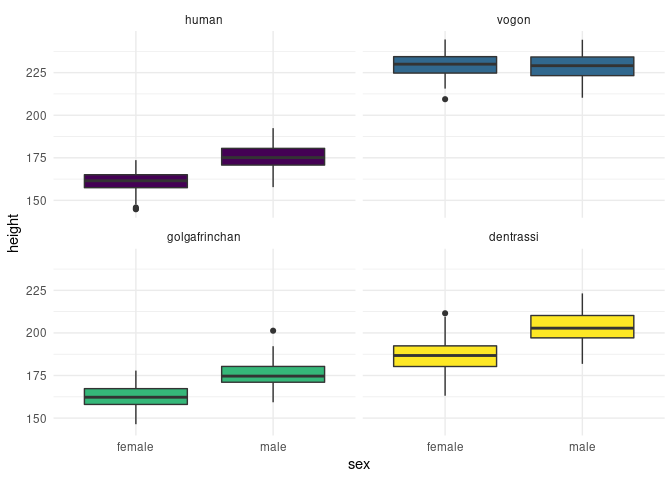 human
vogon
225
200
175
150
golgafrinchan
dentrassi
225
200
175
150
height
female
male
female
male
sex